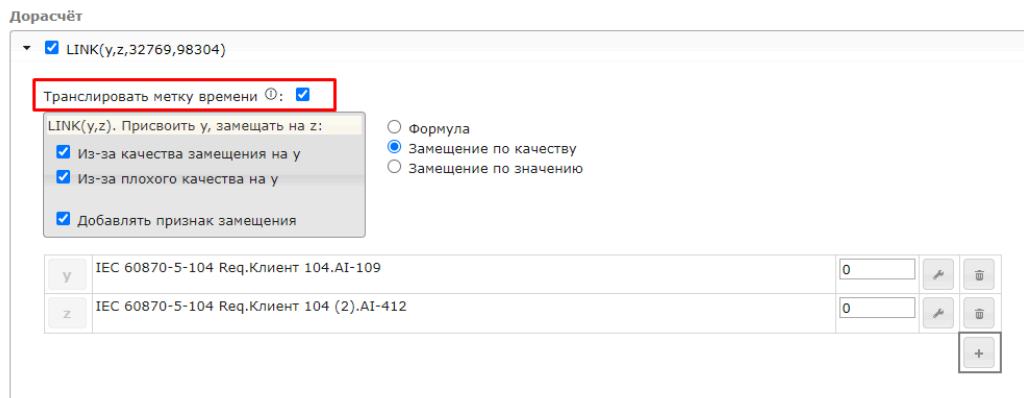 Дорасчёт
LINK(y,z,32769,98304)
Транслировать метку времени ⓘ:
LINK(y,z). Присвоить y, замещать на z:
Из-за качества замещения на y
Из-за плохого качества на y
Добавлять признак замещения
Формула
Замещение по качеству
Замещение по значению
y IEC 60870-5-104 Req.Клиент 104.AI-109 0
z IEC 60870-5-104 Req.Клиент 104 (2).AI-412 0
+